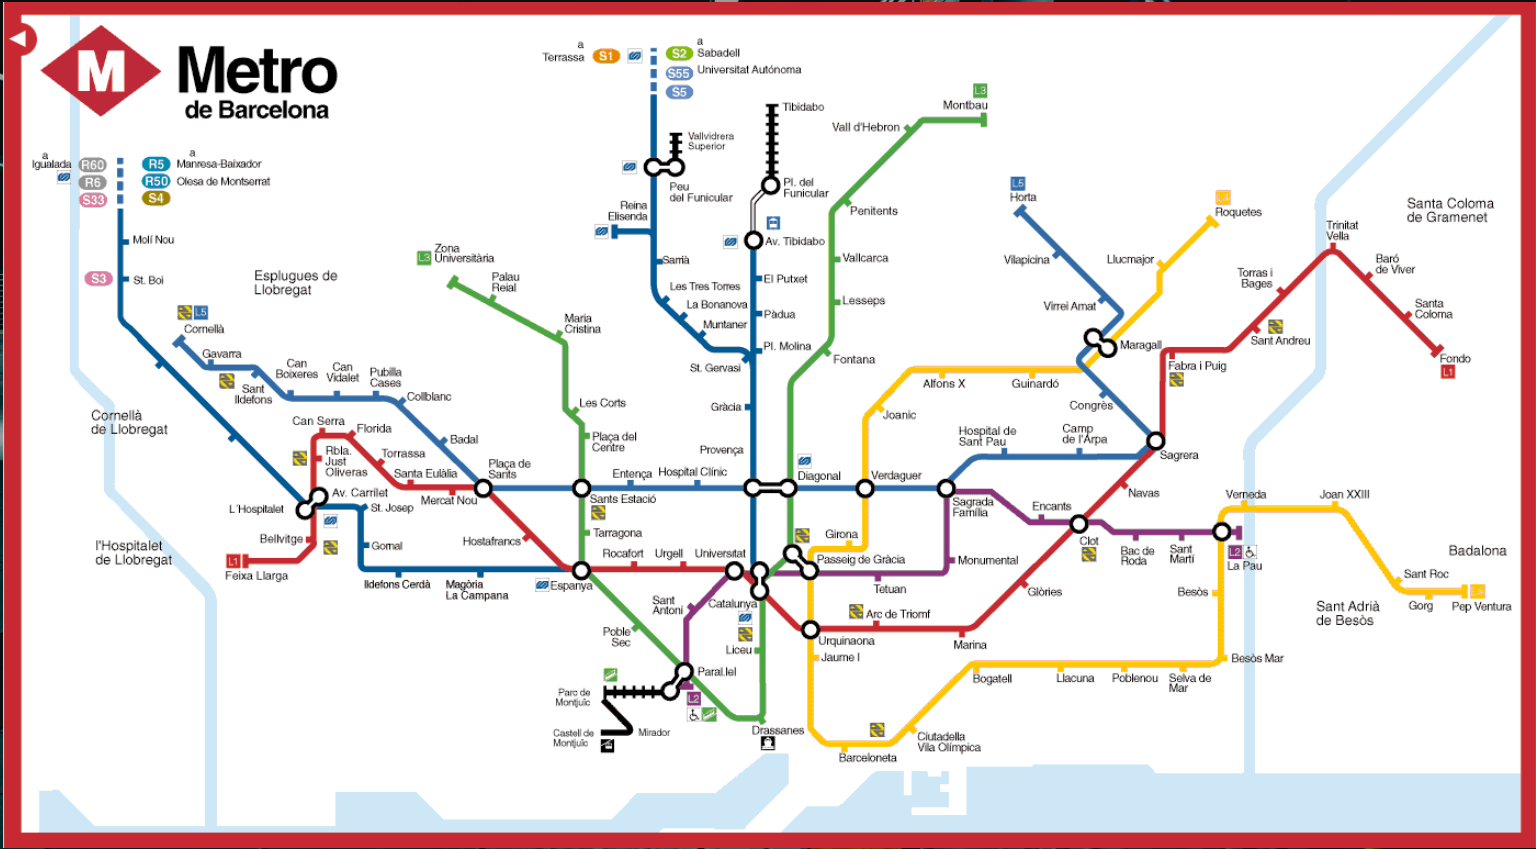 M
Metro
de Barcelona
a
Terrassa
S1
a
S2
Sabadell
S55
Universitat Autónoma
S5
a
Igualada
R60
R6
S33
a
R5
Manresa-Baixador
R50
Olesa de Montserrat
S4
Molí Nou
S3
St. Boi
Vallvidrera
Superior
Peu
del Funicular
Tibidabo
Pl. del
Funicular
Av. Tibidabo
Reina
Elisenda
Sarrià
Les Tres Torres
La Bonanova
Muntaner
St. Gervasi
El Putxet
Pàdua
Pl. Molina
Gràcia
Provença
L3
Montbau
Vall d'Hebron
Penitents
Vallcarca
Lesseps
Fontana
L5
Horta
Vilapicina
Virrei Amat
Maragall
Congrès
L4
Roquetes
Llucmajor
Santa Coloma
de Gramenet
Trinitat
Vella
Baró
de Viver
Torras i
Bages
Santa
Coloma
Sant Andreu
Fondo
L1
Fabra i Puig
L3
Zona
Universitària
Palau
Reial
Maria
Cristina
Les Corts
Plaça del
Centre
Esplugues de
Llobregat
L5
Cornellà
Gavarra
Sant
Ildefons
Can
Boixeres
Can
Vidalet
Pubilla
Cases
Collblanc
Badal
Plaça de
Sants
Cornellà
de Llobregat
Can Serra
Florida
Rbla.
Just
Oliveras
Torrassa
Santa Eulàlia
Mercat Nou
Av. Carrilet
L´Hospitalet
St. Josep
Bellvitge
Gornal
l'Hospitalet
de Llobregat
L1
Feixa Llarga
Ildefons Cerdà
Magòria
La Campana
Hostafrancs
Espanya
Sants Estació
Tarragona
Entença
Hospital Clínic
Diagonal
Verdaguer
Alfons X
Guinardó
Joanic
Hospital de
Sant Pau
Camp
de l'Arpa
Sagrera
Sagrada
Família
Navas
Encants
Clot
Bac de
Roda
Sant
Martí
L2
La Pau
Verneda
Joan XXIII
Badalona
Sant Roc
Gorg
L4
Pep Ventura
Sant Adrià
de Besòs
Besòs
Besòs Mar
Rocafort
Urgell
Universitat
Girona
Passeig de Gràcia
Monumental
Tetuan
Glòries
Sant
Antoni
Catalunya
Arc de Triomf
Urquinaona
Marina
Poble
Sec
Liceu
Jaume I
Paral.lel
L2
Parc de
Montjuïc
Castell de
Montjuïc
Mirador
Drassanes
Bogatell
Llacuna
Poblenou
Selva de
Mar
Ciutadella
Vila Olímpica
Barceloneta